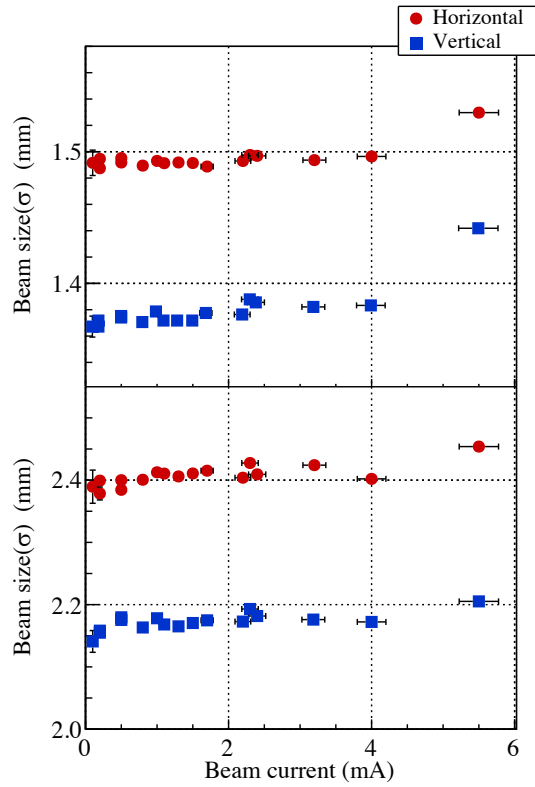 Horizontal
Vertical
Beam size(σ) (mm)
1.5
1.4
Beam size(σ) (mm)
2.4
2.2
2.0
0 2 4 6
Beam current (mA)